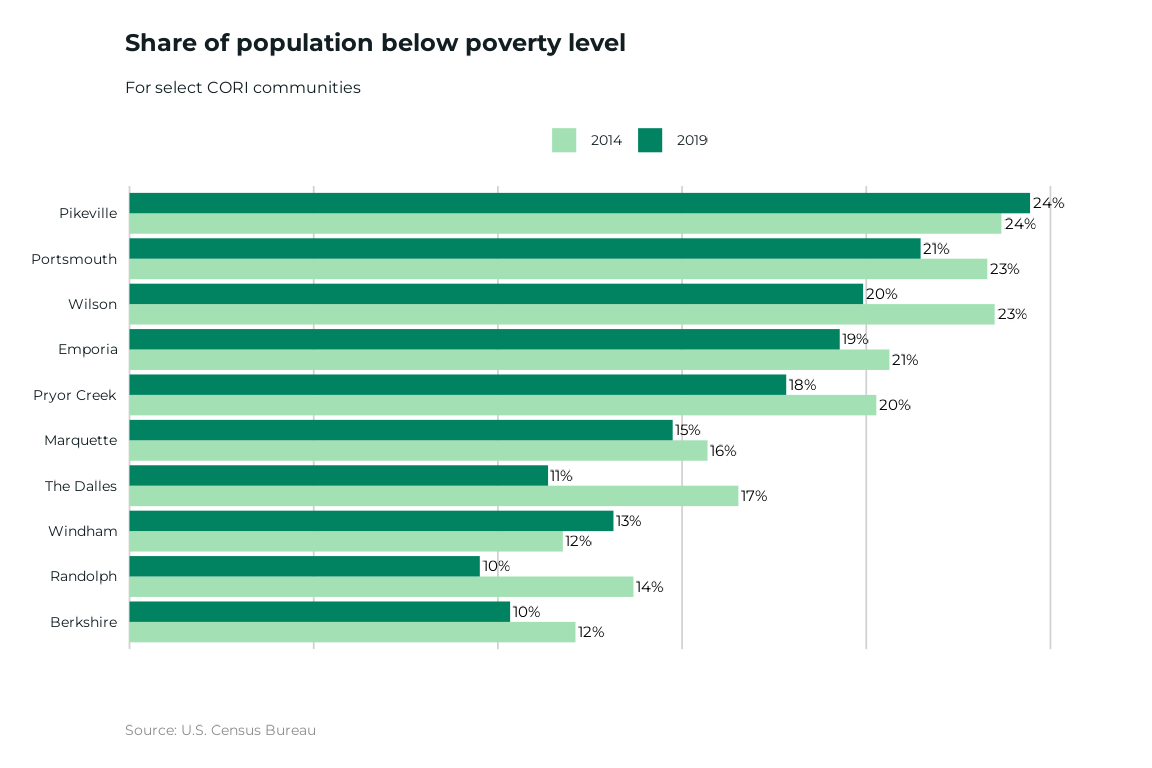 Share of population below poverty level
For select CORI communities
2014 2019
Pikeville 24%
24%
Portsmouth 21%
23%
Wilson 20%
23%
Emporia 19%
21%
Pryor Creek 18%
20%
Marquette 15%
16%
The Dalles 11%
17%
Windham 13%
12%
Randolph 10%
14%
Berkshire 10%
12%
Source: U.S. Census Bureau